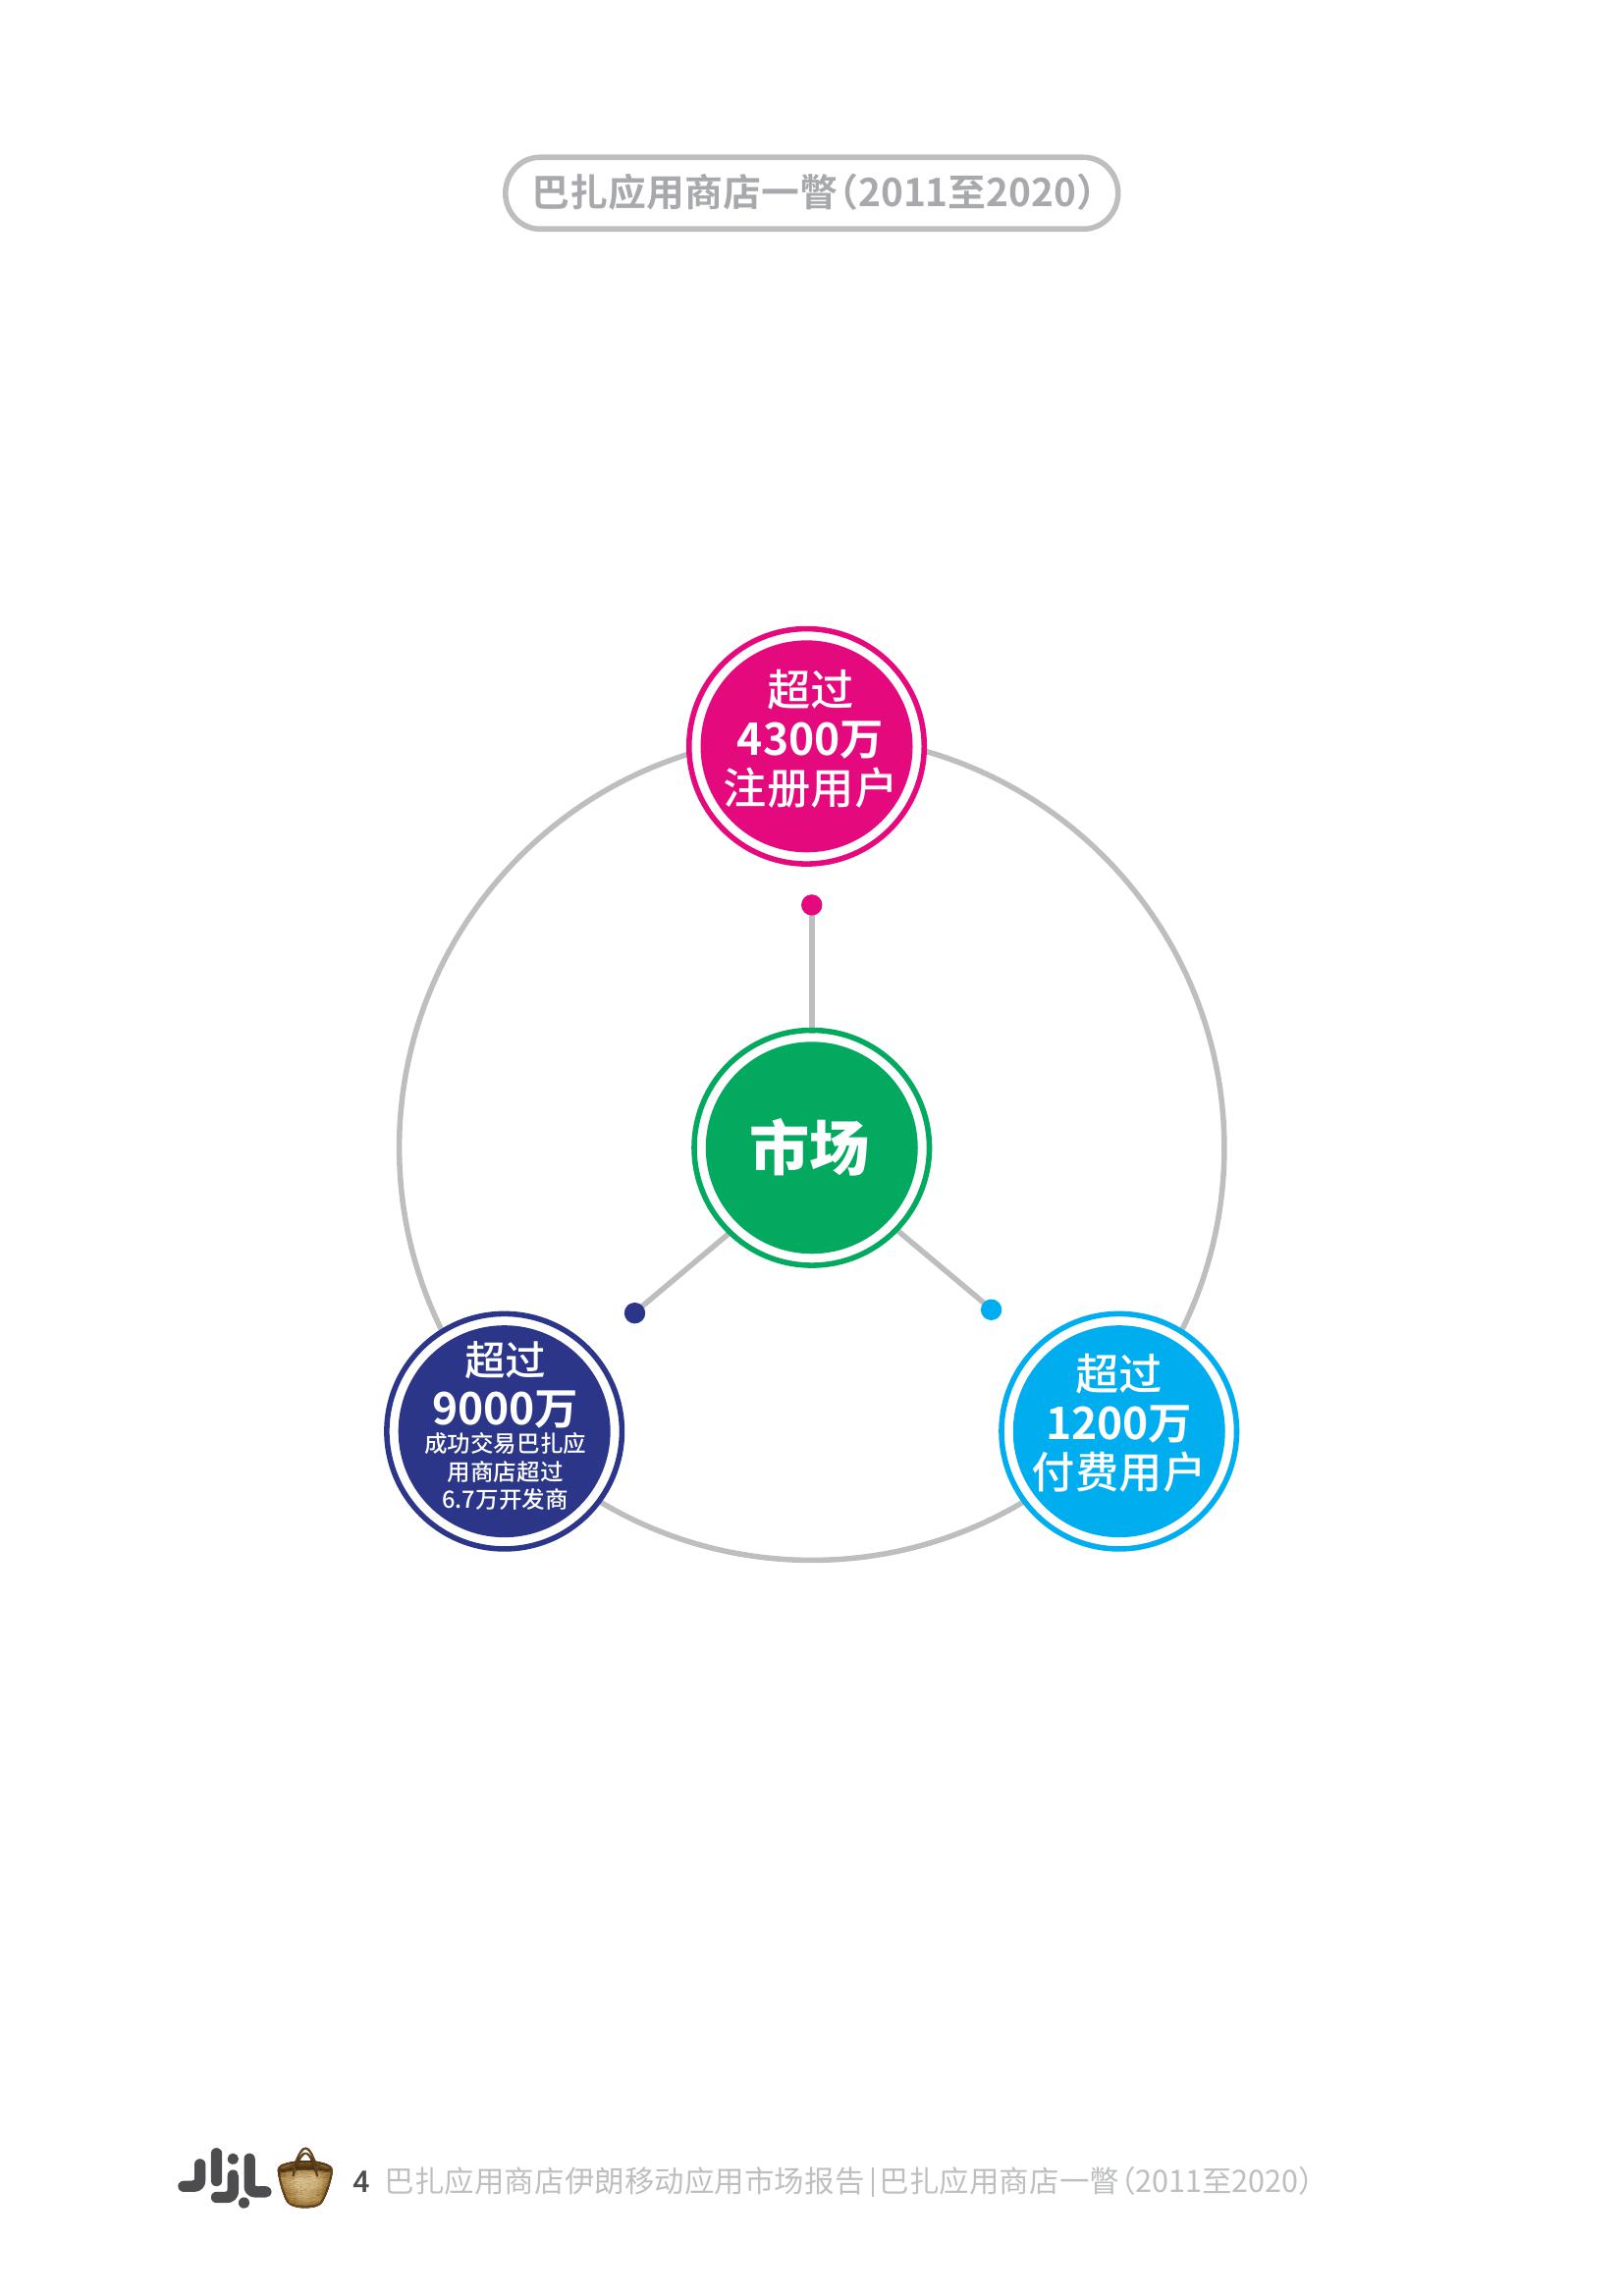 巴扎应用商店一瞥（2011至2020）
超过
4300万
注册用户
市场
超过
9000万
成功交易巴扎应
用商店超过
6.7万开发商
超过
1200万
付费用户
بازار
4 巴扎应用商店伊朗移动应用市场报告|巴扎应用商店一瞥（2011至2020）